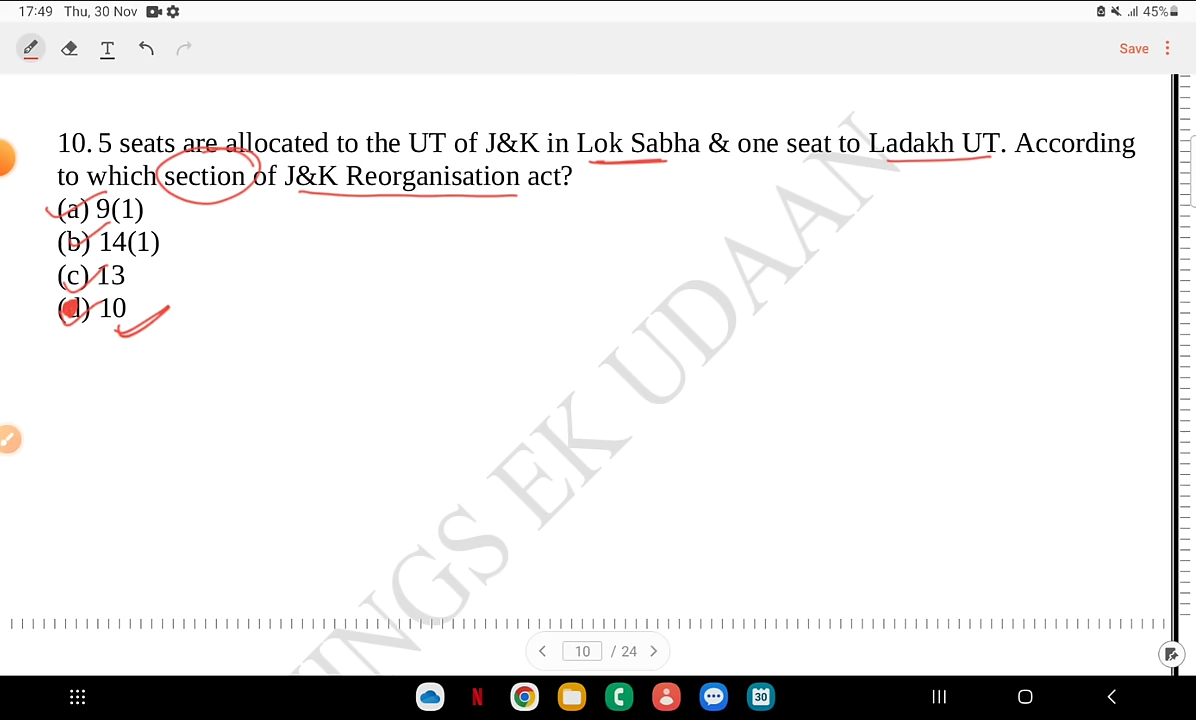 17:49 Thu, 30 Nov
45%
T
Save
10. 5 seats are allocated to the UT of J&K in Lok Sabha & one seat to Ladakh UT. According
to which section of J&K Reorganisation act?
(a) 9(1)
(b) 14(1)
(c) 13
(d) 10
INGS EK UDAAN
10 / 24
N
30